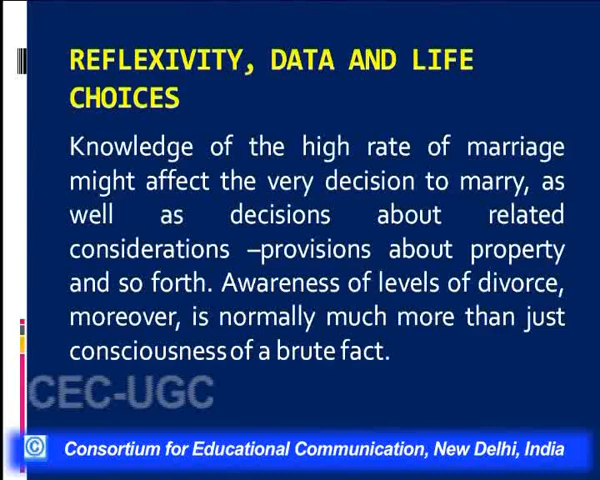 REFLEXIVITY, DATA AND LIFE
CHOICES
Knowledge of the high rate of marriage
might affect the very decision to marry, as
well as decisions about related
considerations –provisions about property
and so forth. Awareness of levels of divorce,
moreover, is normally much more than just
consciousness of a brute fact.
CEC-UGC
© Consortium for Educational Communication, New Delhi, India